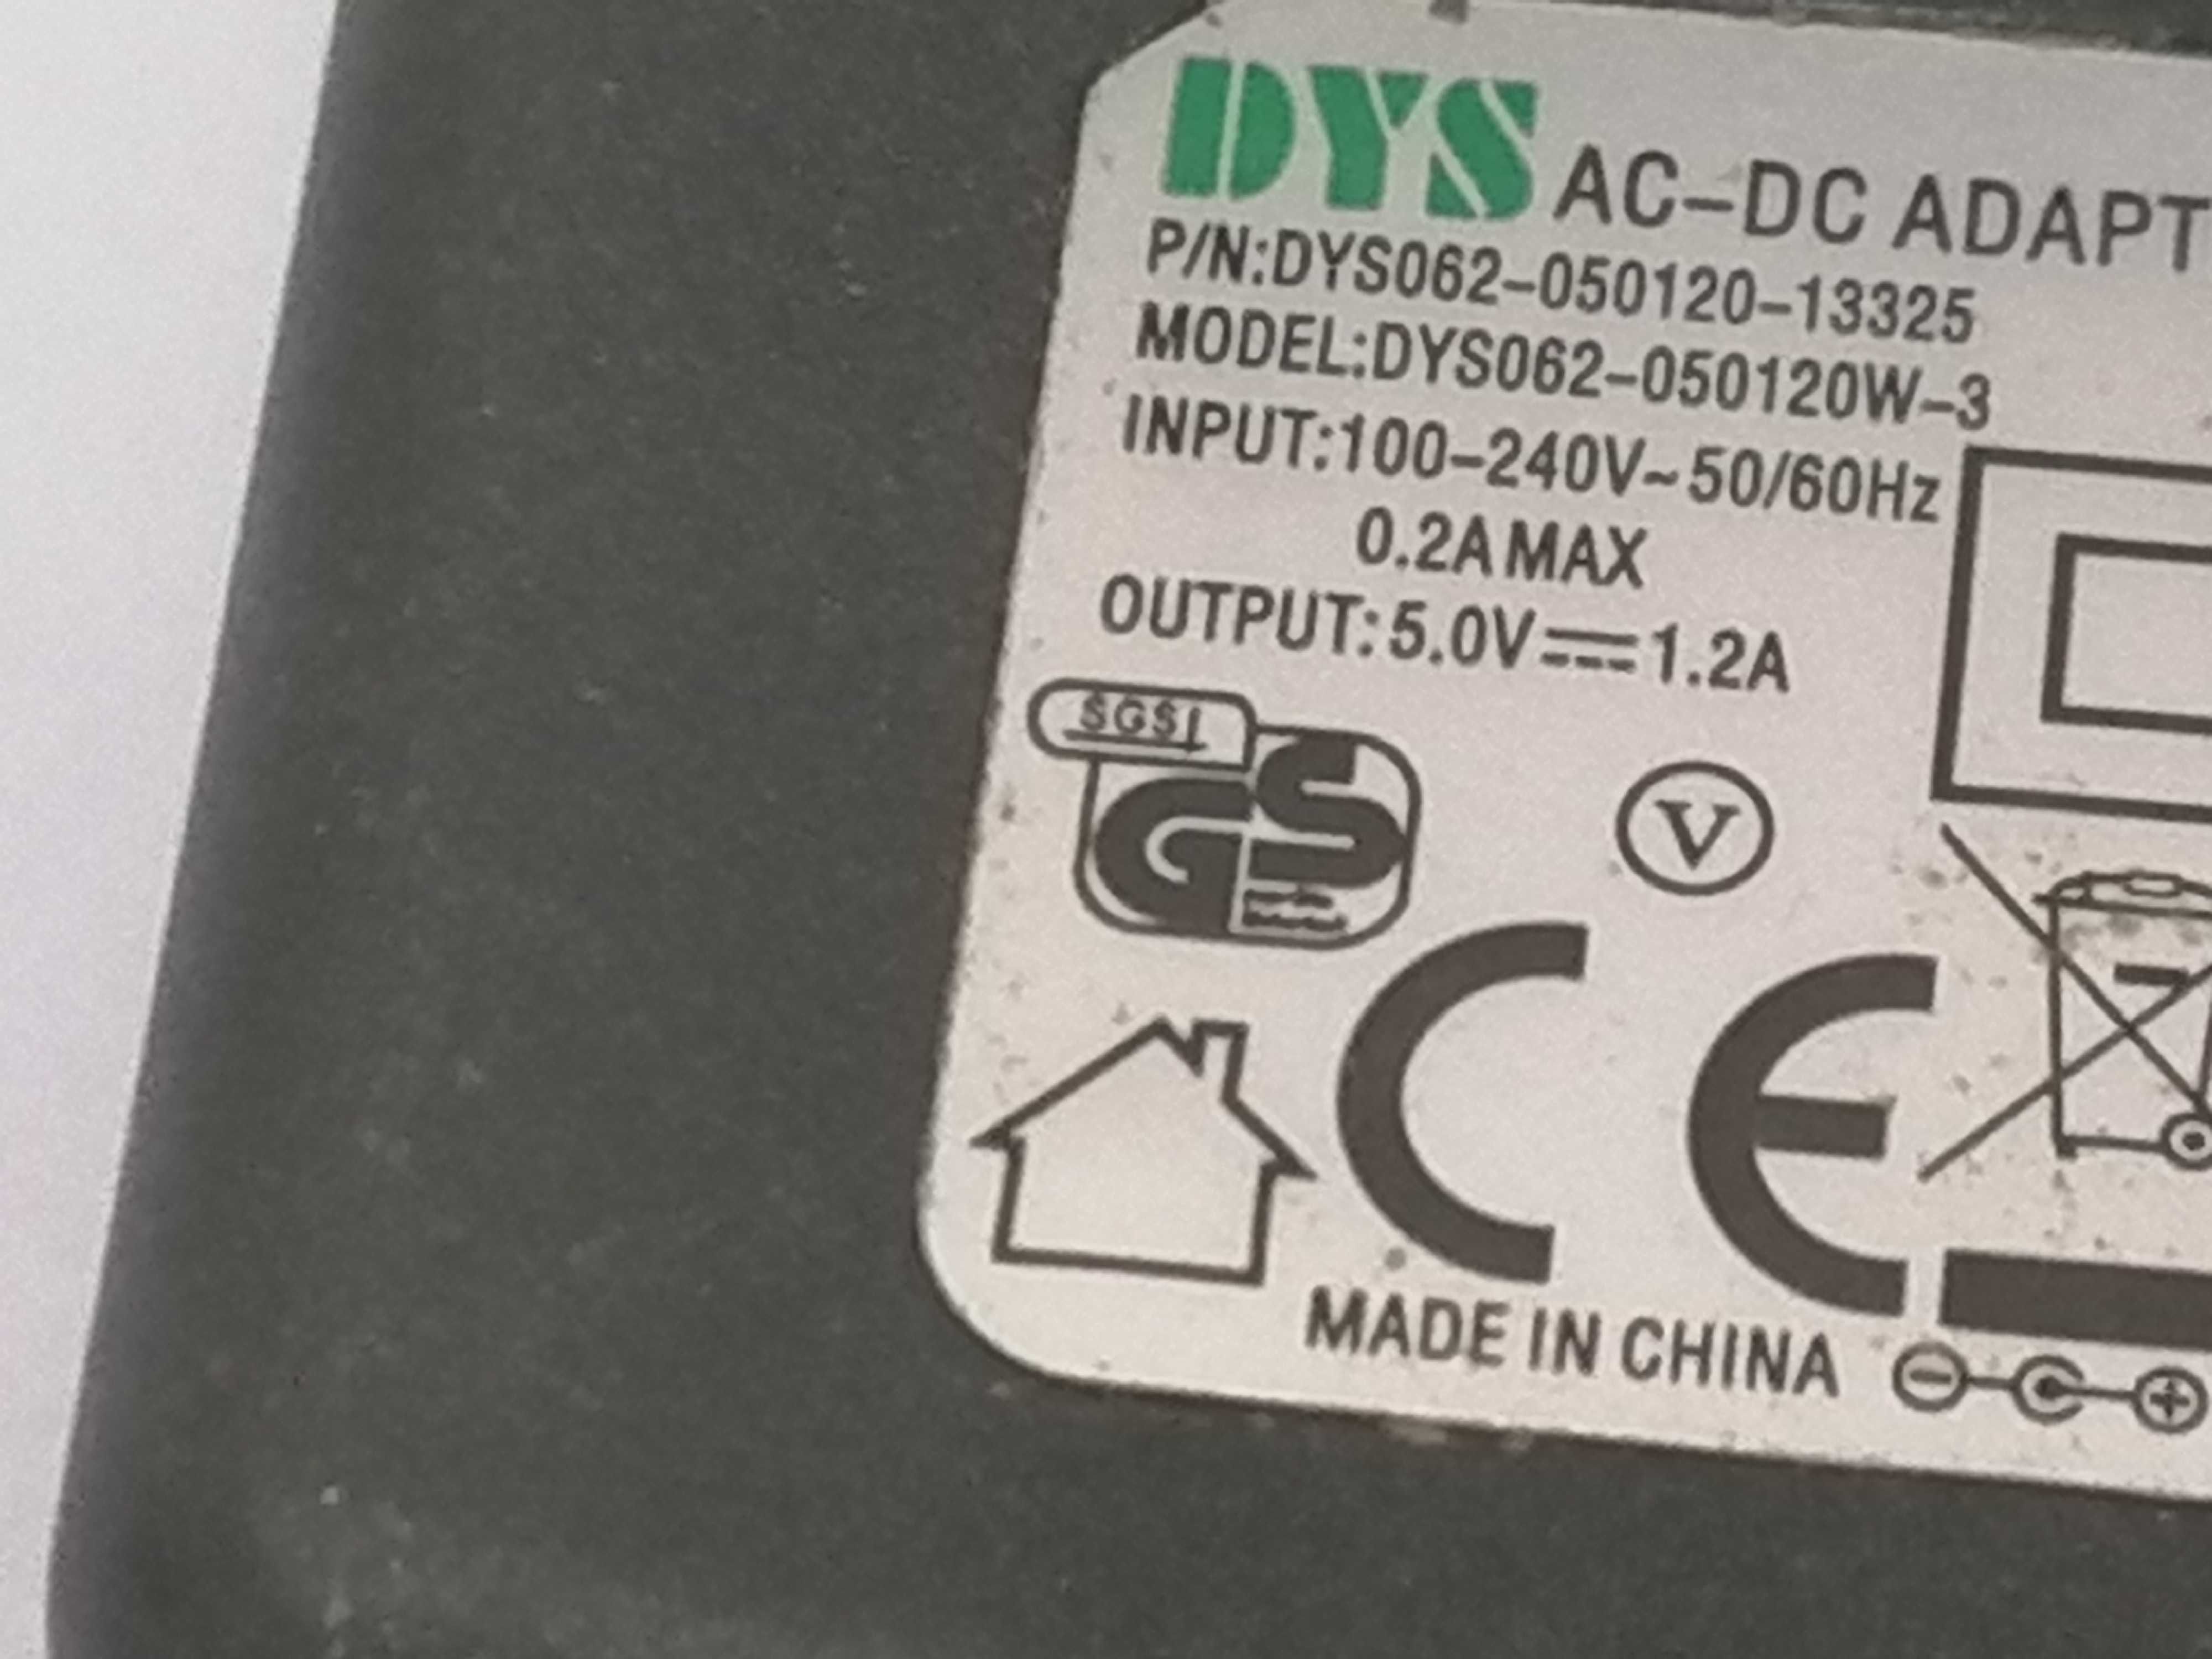 DYS AC-DC ADAPT
P/N:DYS062-050120-13325
MODEL:DYS062-050120W-3
INPUT:100-240V~50/60Hz
0.2A MAX
OUTPUT:5.0V⎓1.2A
SGS
GS
V
CE
MADE IN CHINA